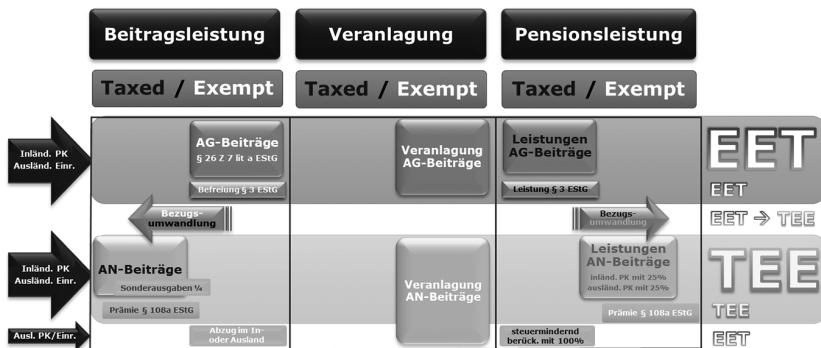 Beitragsleistung
Veranlagung
Pensionsleistung
Taxed / Exempt
Taxed / Exempt
Taxed / Exempt
Inländ. PK
Ausländ. Einr.
AG-Beiträge
§ 26 Z 7 lit a EStG
Befreiung § 3 EStG
Veranlagung
AG-Beiträge
Leistungen
AG-Beiträge
Leistung § 3 EStG
EET
EET
Bezugs-
umwandlung
Bezugs-
umwandlung
EET → TEE
Inländ. PK
Ausländ. Einr.
AN-Beiträge
Sonderausgaben ¼
Prämie § 108a EStG
Veranlagung
AN-Beiträge
Leistungen
AN-Beiträge
inländ. PK mit 25%
ausländ. PK mit 25%
Prämie § 108a EStG
TEE
TEE
Ausl. PK/Einr.
Abzug im In-
oder Ausland
steuermindernd
berück. mit 100%
EET